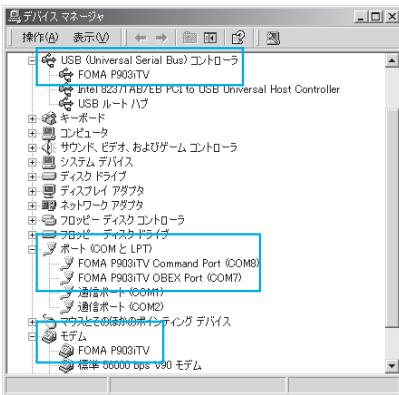 デバイス マネージャ
操作(A) 表示(V)
USB (Universal Serial Bus) コントローラ
FOMA P903iTV
Intel 82371AB/EB PCI to USB Universal Host Controller
USB ルート ハブ
キーボード
コンピュータ
サウンド、ビデオ、およびゲーム コントローラ
システム デバイス
ディスク ドライブ
ディスプレイ アダプタ
ネットワーク アダプタ
フロッピー ディスク コントローラ
フロッピー ディスク ドライブ
ポート (COM と LPT)
FOMA P903iTV Command Port (COM8)
FOMA P903iTV OBEX Port (COM7)
通信ポート (COM1)
通信ポート (COM2)
マウスとそのほかのポインティング デバイス
モデム
FOMA P903iTV
標準 56000 bps V90 モデム